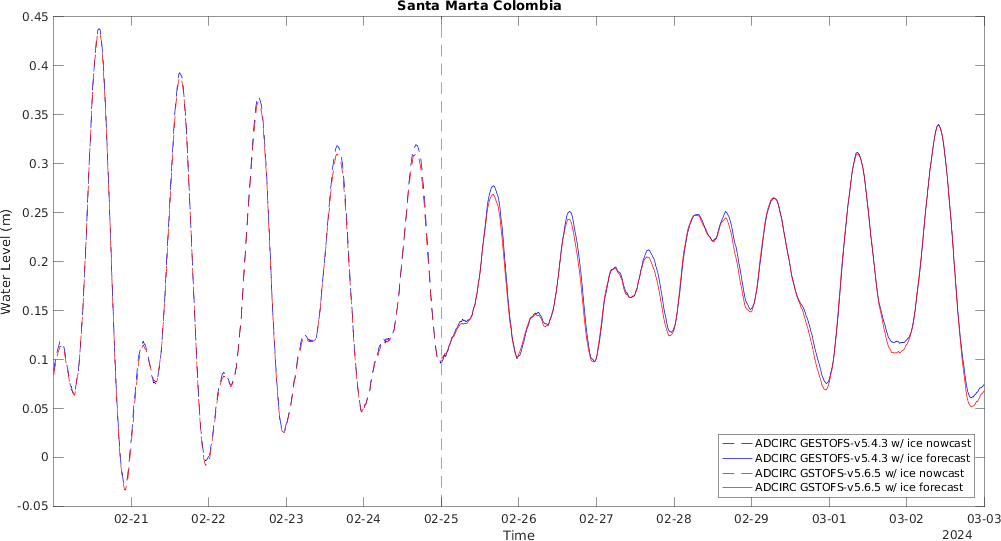 Santa Marta Colombia
0.45
0.4
0.35
0.3
0.25
0.2
0.15
0.1
0.05
0
-0.05
Water Level (m)
ADCIRC GESTOFS-v5.4.3 w/ ice nowcast
ADCIRC GESTOFS-v5.4.3 w/ ice forecast
ADCIRC GSTOFS-v5.6.5 w/ ice nowcast
ADCIRC GSTOFS-v5.6.5 w/ ice forecast
02-21 02-22 02-23 02-24 02-25 02-26 02-27 02-28 02-29 03-01 03-02 03-03
Time
2024